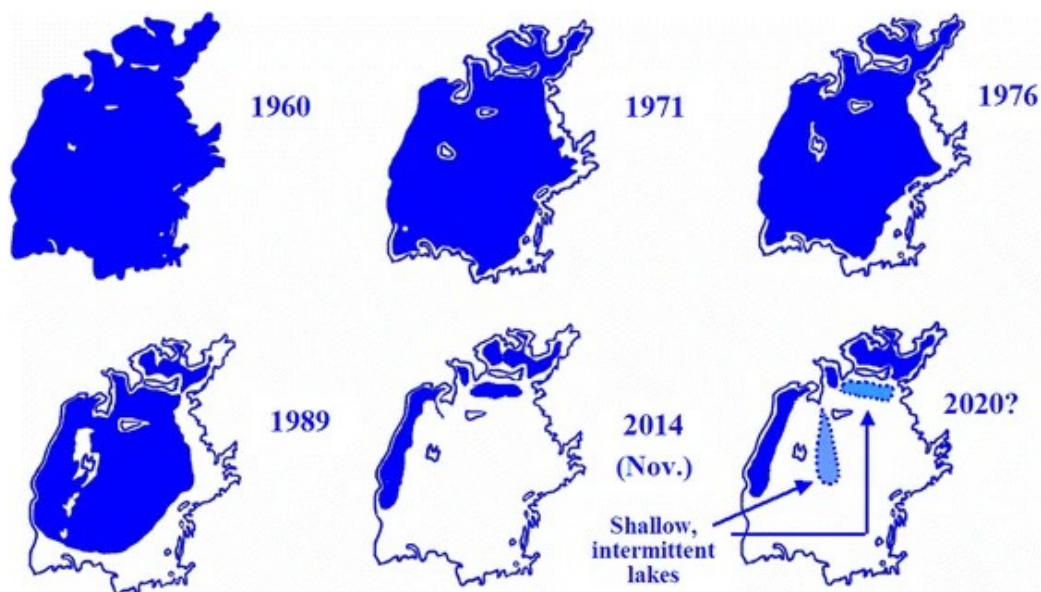 1960
1971
1976
1989
2014
(Nov.)
2020?
Shallow,
intermittent
lakes